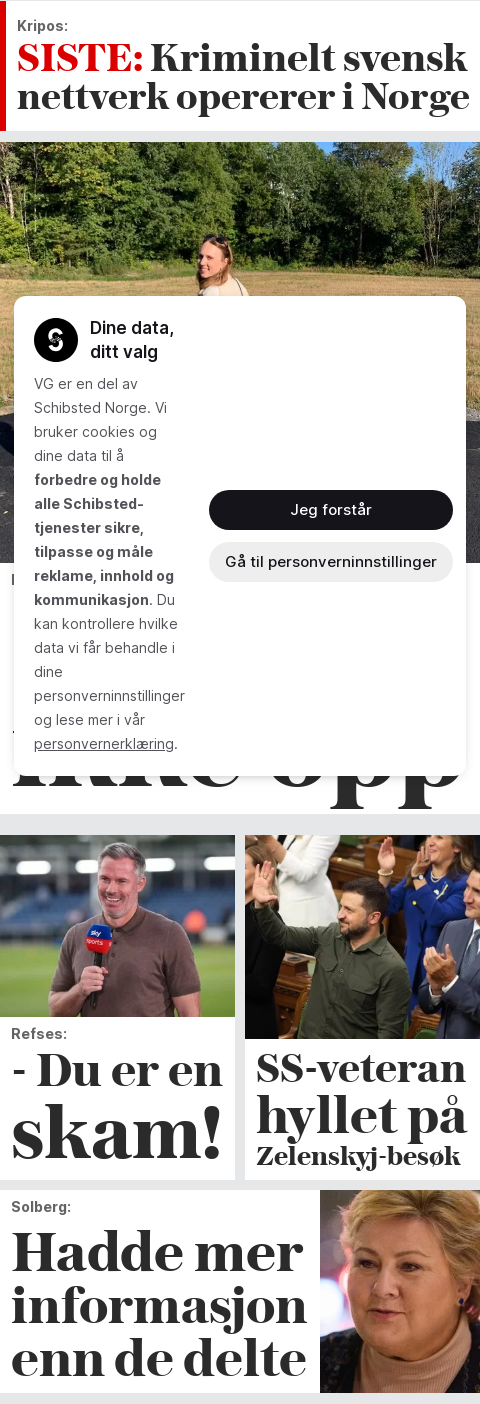 Kripos:
SISTE: Kriminelt svensk
nettverk opererer i Norge
Dine data,
ditt valg
VG er en del av
Schibsted Norge. Vi
bruker cookies og
dine data til å
forbedre og holde
alle Schibsted-
tjenester sikre,
tilpasse og måle
reklame, innhold og
kommunikasjon. Du
kan kontrollere hvilke
data vi får behandle i
dine
personverninnstillinger
og lese mer i vår
personvernerklæring.
Jeg forstår
Gå til personverninnstillinger
ikke opp
sky
sports
Refses:
- Du er en
skam!
SS-veteran
hyllet på
Zelenskyj-besøk
Solberg:
Hadde mer
informasjon
enn de delte